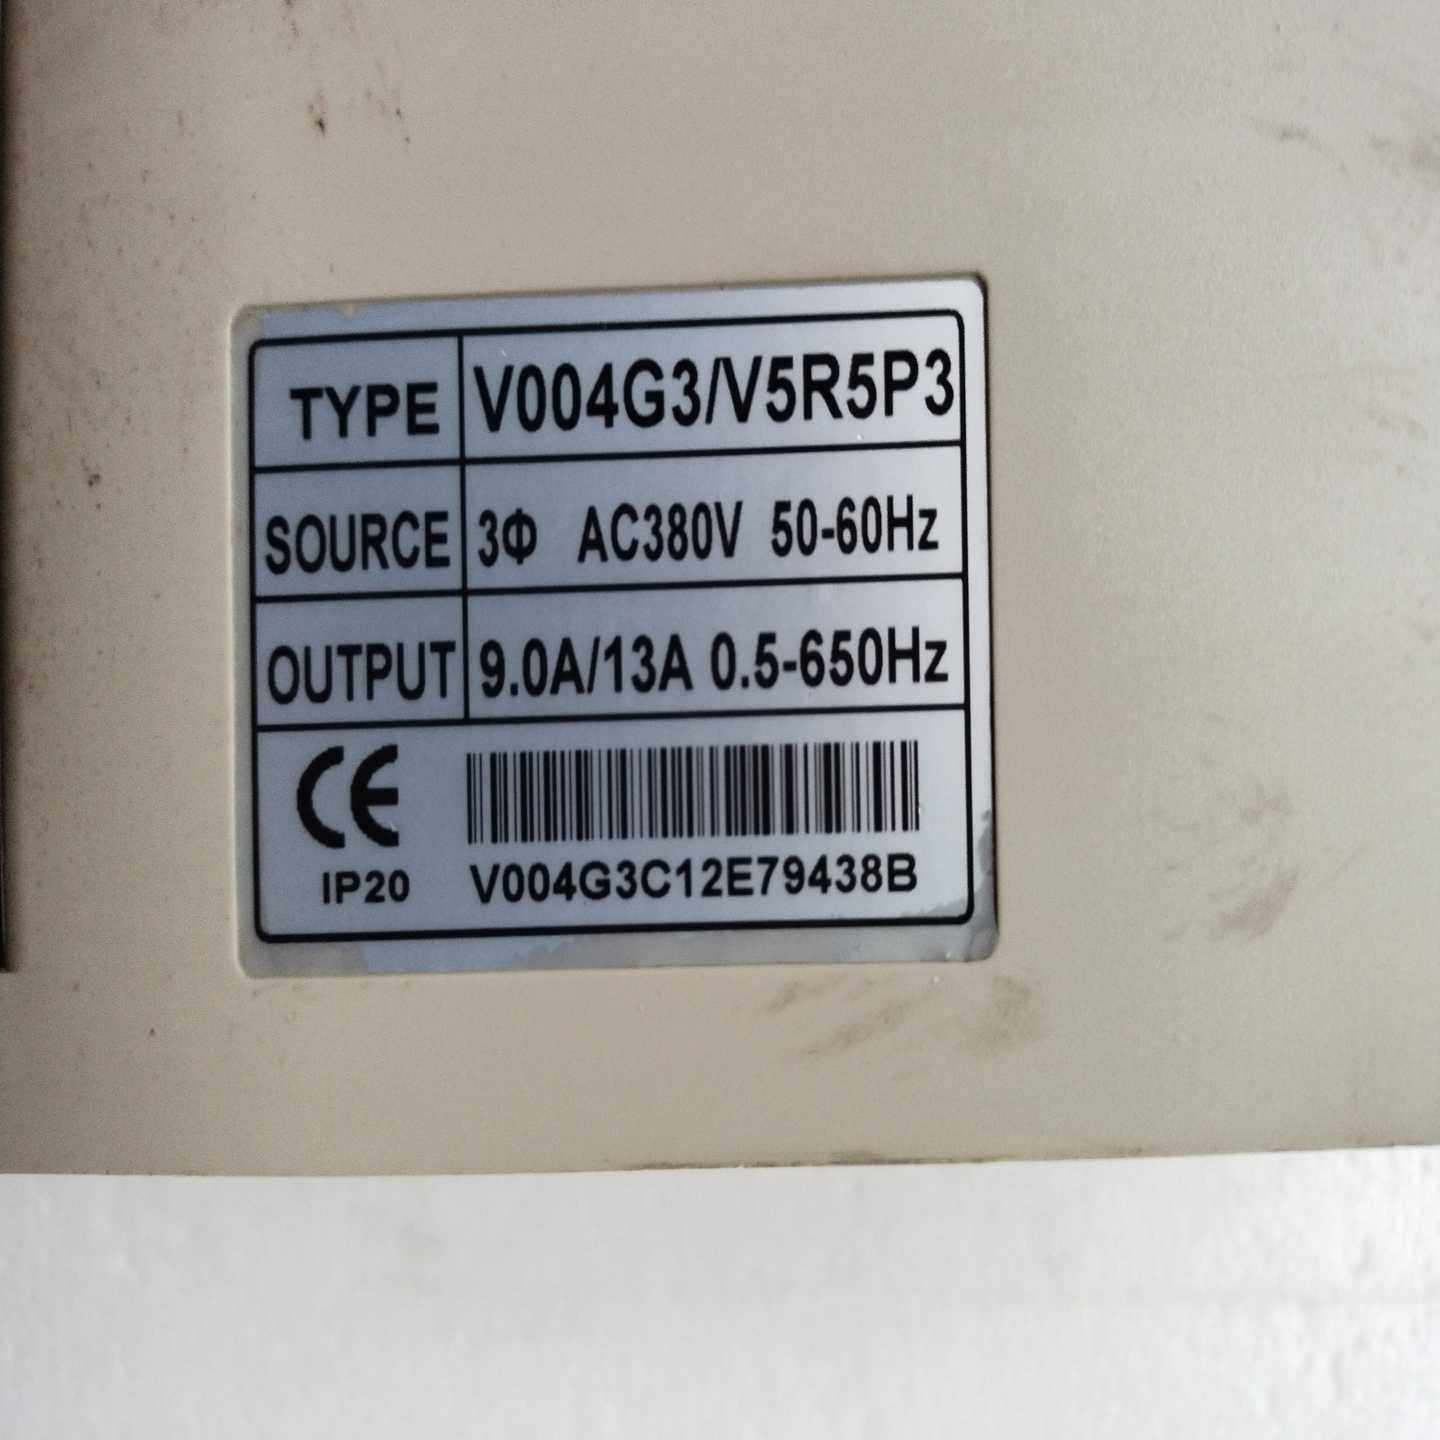 TYPE V004G3/V5R5P3
SOURCE 3Φ AC380V 50-60Hz
OUTPUT 9.0A/13A 0.5-650Hz
CE
IP20 V004G3C12E79438B